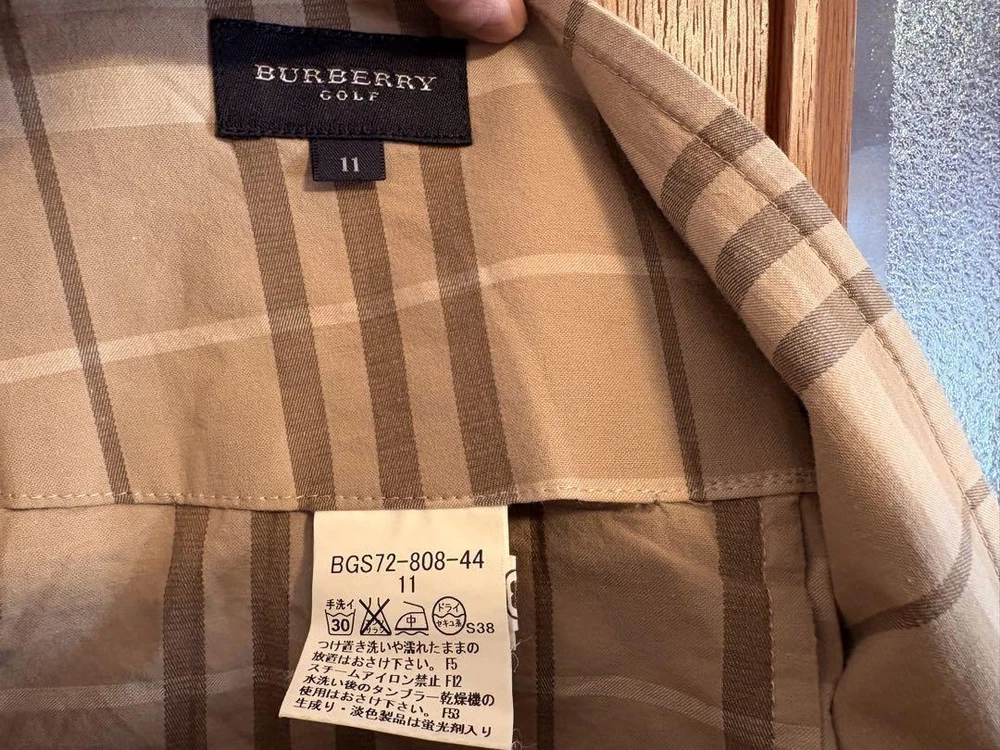 BURBERRY
GOLF
11
BGS72-808-44
11
手洗イ
30
中
ドライ
セキユ系
S38
つけ置き洗いや濡れたままの
放置はおさけ下さい。 F5
スチームアイロン禁止 F12
水洗い後のタンブラー乾燥機の
使用はおさけ下さい。 F53
生成り・淡色製品は蛍光剤入り